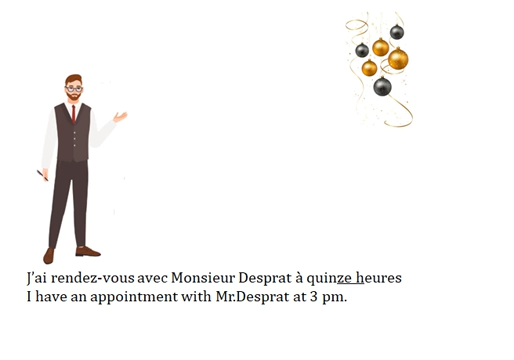 J’ai rendez-vous avec Monsieur Desprat à quinze heures
I have an appointment with Mr.Desprat at 3 pm.